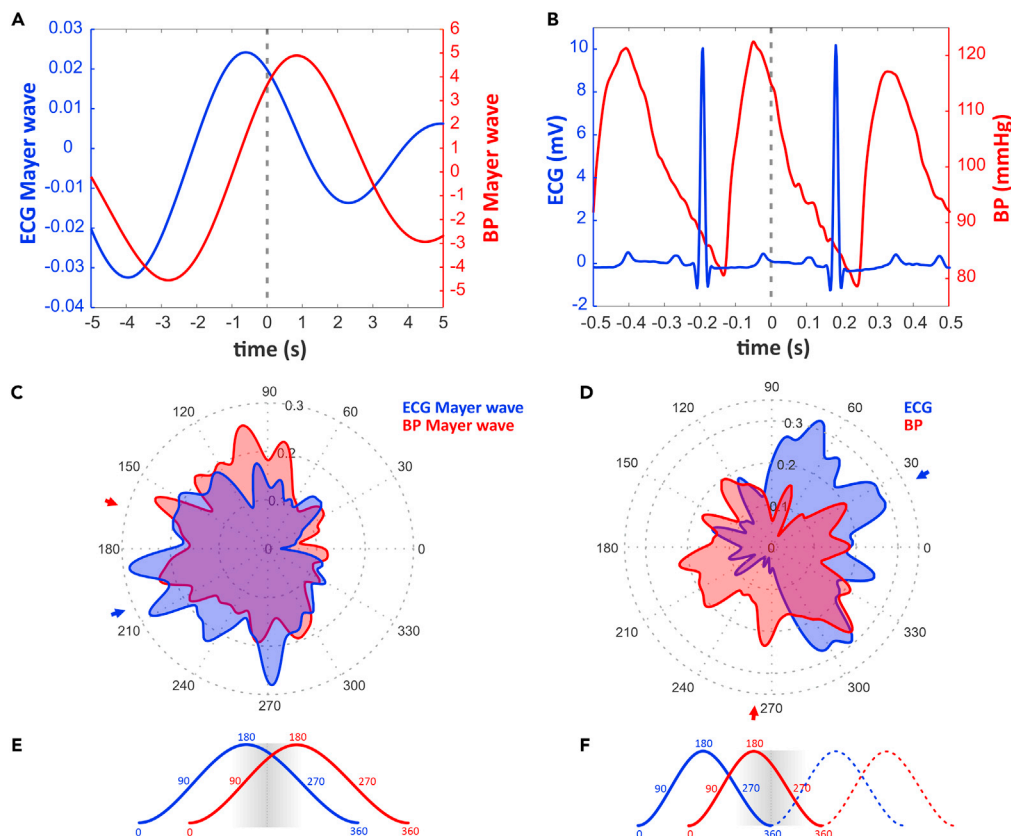 A
0.03
0.02
0.01
0
-0.01
-0.02
-0.03
-0.04
ECG Mayer wave
6
5
4
3
2
1
0
-1
-2
-3
-4
-5
BP Mayer wave
-5 -4 -3 -2 -1 0 1 2 3 4 5
time (s)
B
10
8
6
4
2
0
-2
ECG (mV)
120
110
100
90
80
BP (mmHg)
-0.5 -0.4 -0.3 -0.2 -0.1 0 0.1 0.2 0.3 0.4 0.5
time (s)
C
ECG Mayer wave
BP Mayer wave
90
120 60
0.3
150 30
0.2
0.1
180 0 0
210 330
240 300
270
D
ECG
BP
90
120 60
0.3
150 30
0.2
0.1
180 0 0
210 330
240 300
270
E
180 180
90 90 270 270
0 0 360 360
F
180 180
90 90 270 270
0 0 360 360